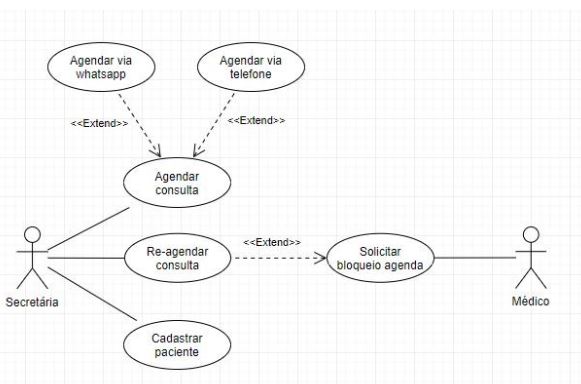 Agendar via
whatsapp
Agendar via
telefone
<<Extend>>
<<Extend>>
Agendar
consulta
Re-agendar
consulta
<<Extend>>
Solicitar
bloqueio agenda
Secretária
Médico
Cadastrar
paciente